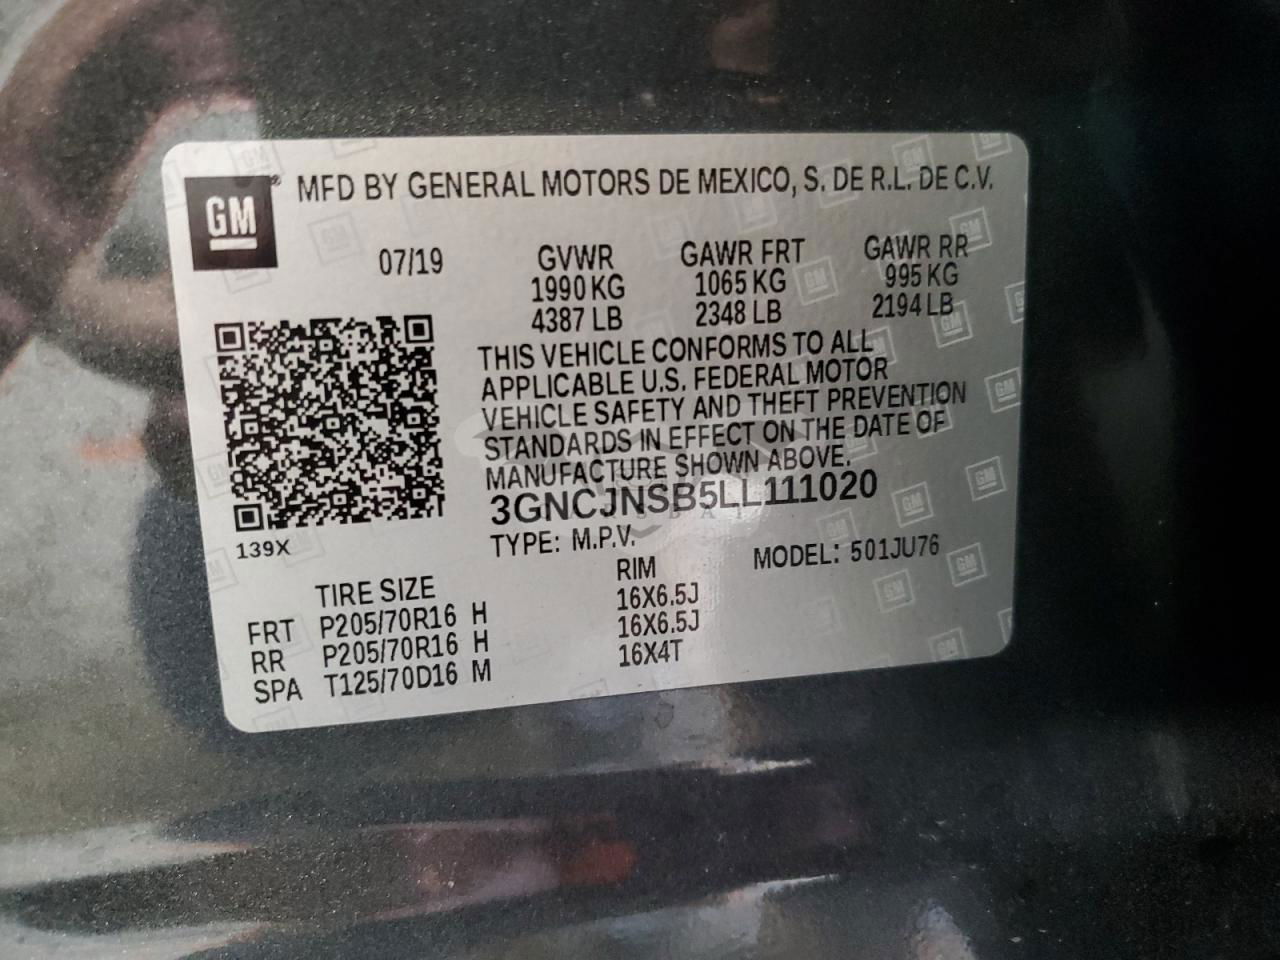 GM ® MFD BY GENERAL MOTORS DE MEXICO, S. DE R.L. DE C.V.
07/19 GVWR GAWR FRT GAWR RR
1990 KG 1065 KG 995 KG
4387 LB 2348 LB 2194 LB
THIS VEHICLE CONFORMS TO ALL
APPLICABLE U.S. FEDERAL MOTOR
VEHICLE SAFETY AND THEFT PREVENTION
STANDARDS IN EFFECT ON THE DATE OF
MANUFACTURE SHOWN ABOVE.
3GNCJNSB5LL111020
139X TYPE: M.P.V. MODEL: 501JU76
TIRE SIZE RIM
FRT P205/70R16 H 16X6.5J
RR P205/70R16 H 16X6.5J
SPA T125/70D16 M 16X4T